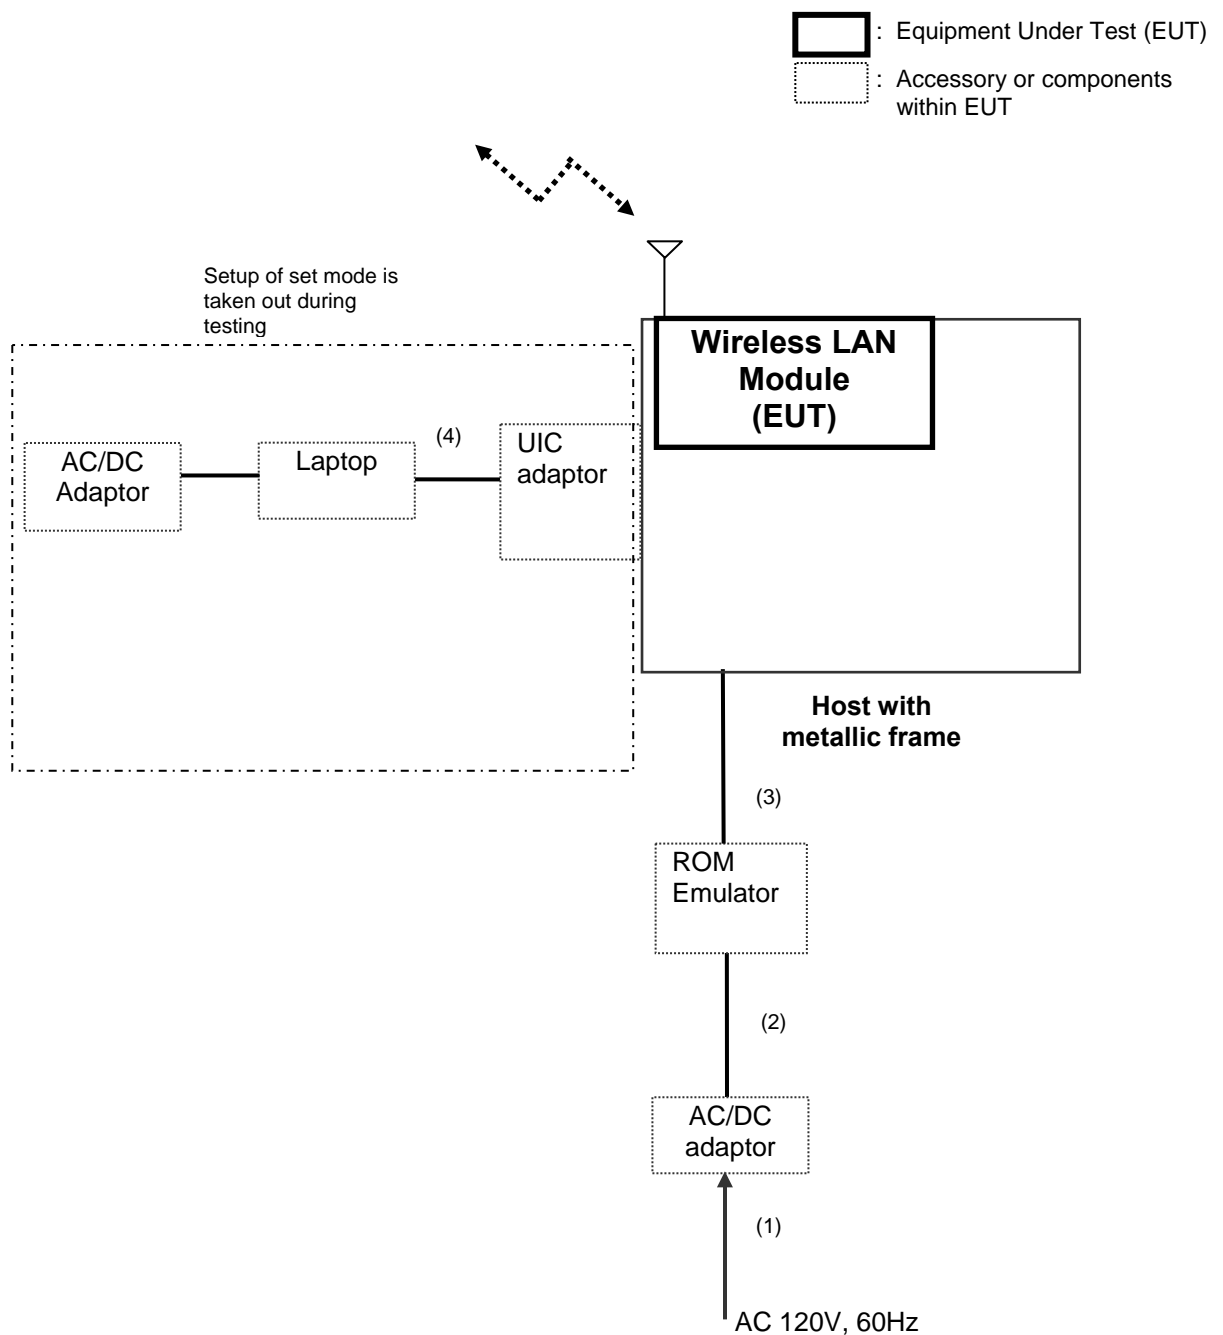 : Equipment Under Test (EUT)
: Accessory or components
within EUT
Setup of set mode is
taken out during
testing
Wireless LAN
Module
(EUT)
(4)
UIC
adaptor
Laptop
AC/DC
Adaptor
Host with
metallic frame
(3)
ROM
Emulator
(2)
AC/DC
adaptor
(1)
AC 120V, 60Hz